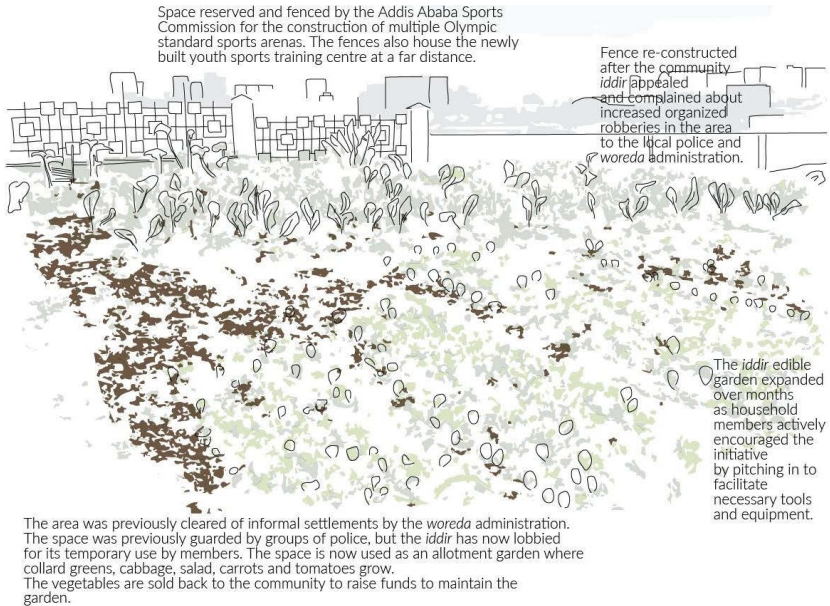 Space reserved and fenced by the Addis Ababa Sports
Commission for the construction of multiple Olympic
standard sports arenas. The fences also house the newly
built youth sports training centre at a far distance.
Fence re-constructed
after the community
iddir appealed
and complained about
increased organized
robberies in the area
to the local police and
woreda administration.
The iddir edible
garden expanded
over months
as household
members actively
encouraged the
initiative
by pitching in to
facilitate
necessary tools
and equipment.
The area was previously cleared of informal settlements by the woreda administration.
The space was previously guarded by groups of police, but the iddir has now lobbied
for its temporary use by members. The space is now used as an allotment garden where
collard greens, cabbage, salad, carrots and tomatoes grow.
The vegetables are sold back to the community to raise funds to maintain the
garden.